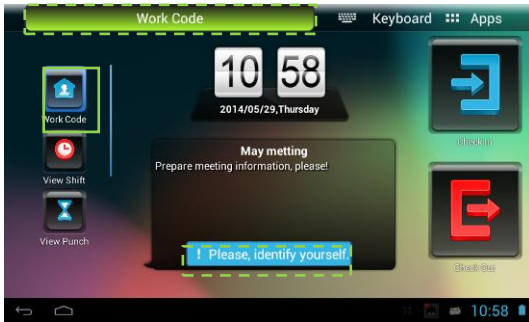 Work Code
Keyboard
Apps
10 58
2014/05/29,Thursday
Work Code
View Shift
View Punch
May metting
Prepare meeting information, please!
! Please, identify yourself.
Check In
Check Out
10:58